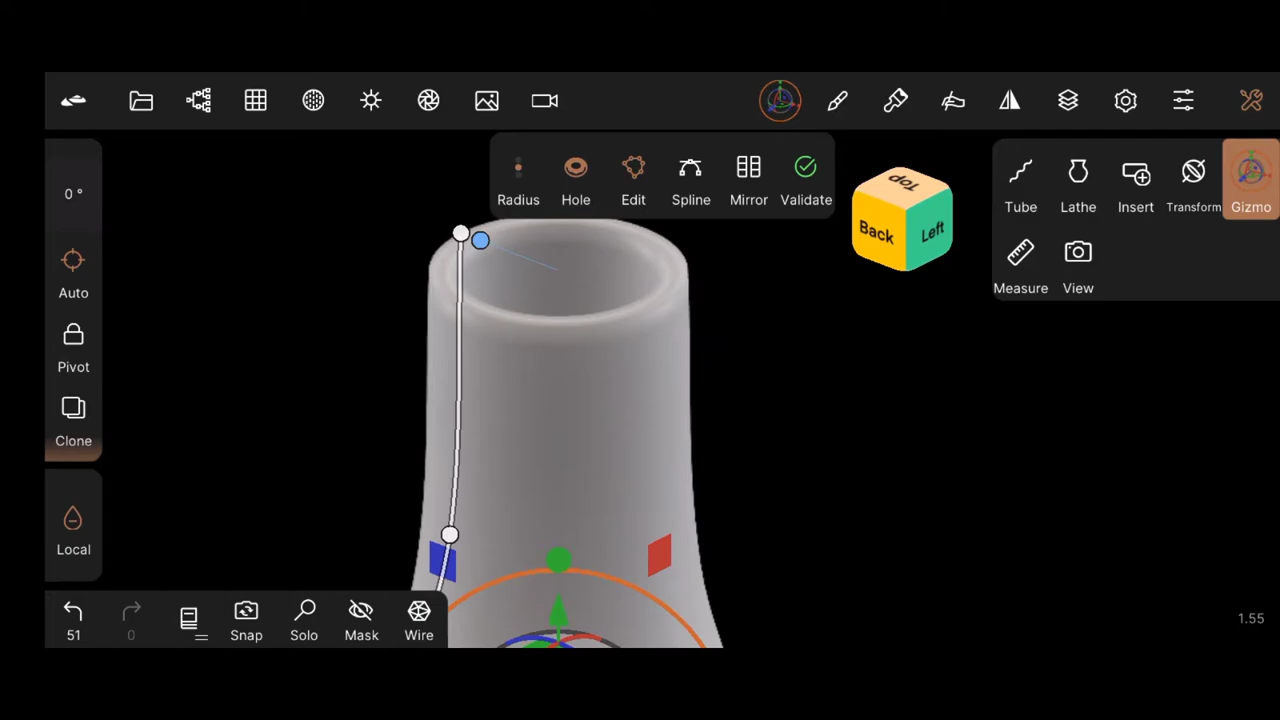 Radius Hole Edit Spline Mirror Validate
Top
Back Left
Tube Lathe Insert Transform Gizmo
Measure View
0 °
Auto
Pivot
Clone
Local
51 0 Snap Solo Mask Wire
1.55